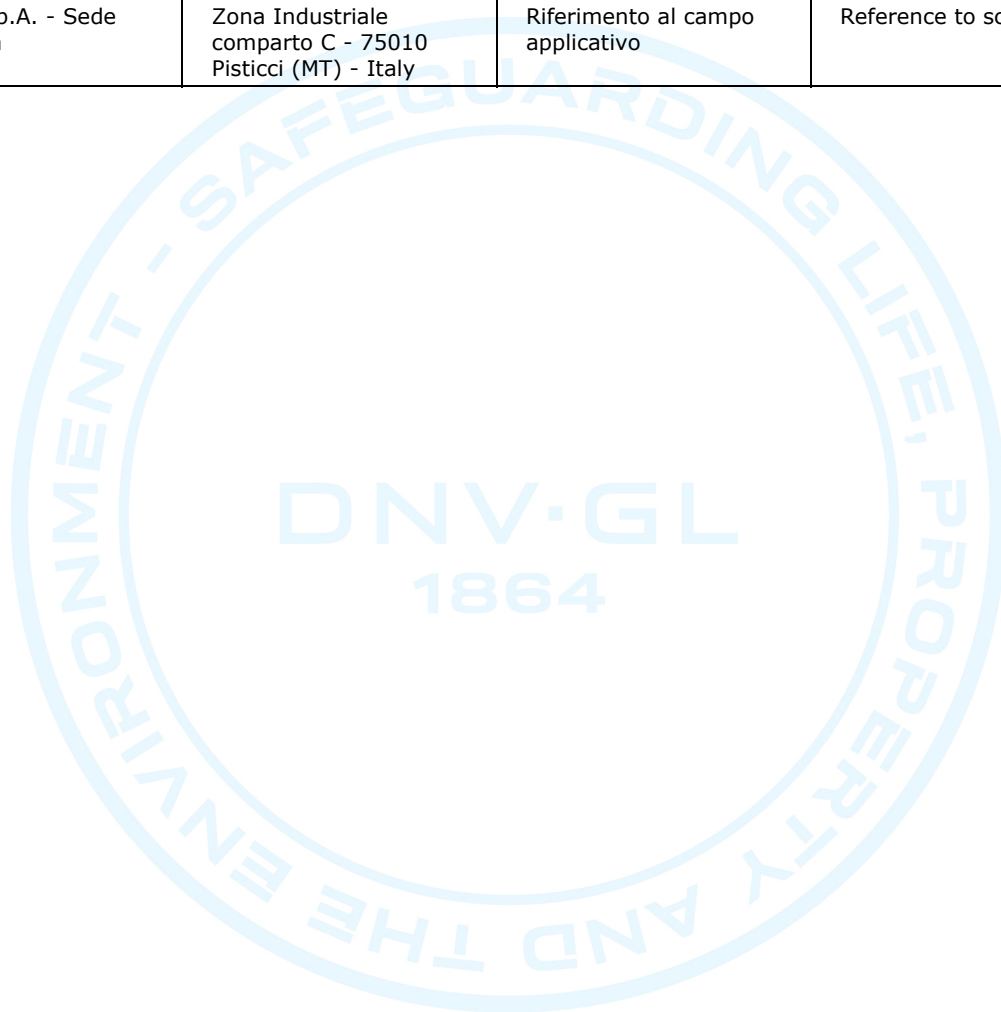 p.A. - Sede
Zona Industriale
comparto C - 75010
Pisticci (MT) - Italy
Riferimento al campo
applicativo
Reference to
SAFEGUARDING LIFE, PROPERTY AND THE ENVIRONMENT -
DNV·GL
1864